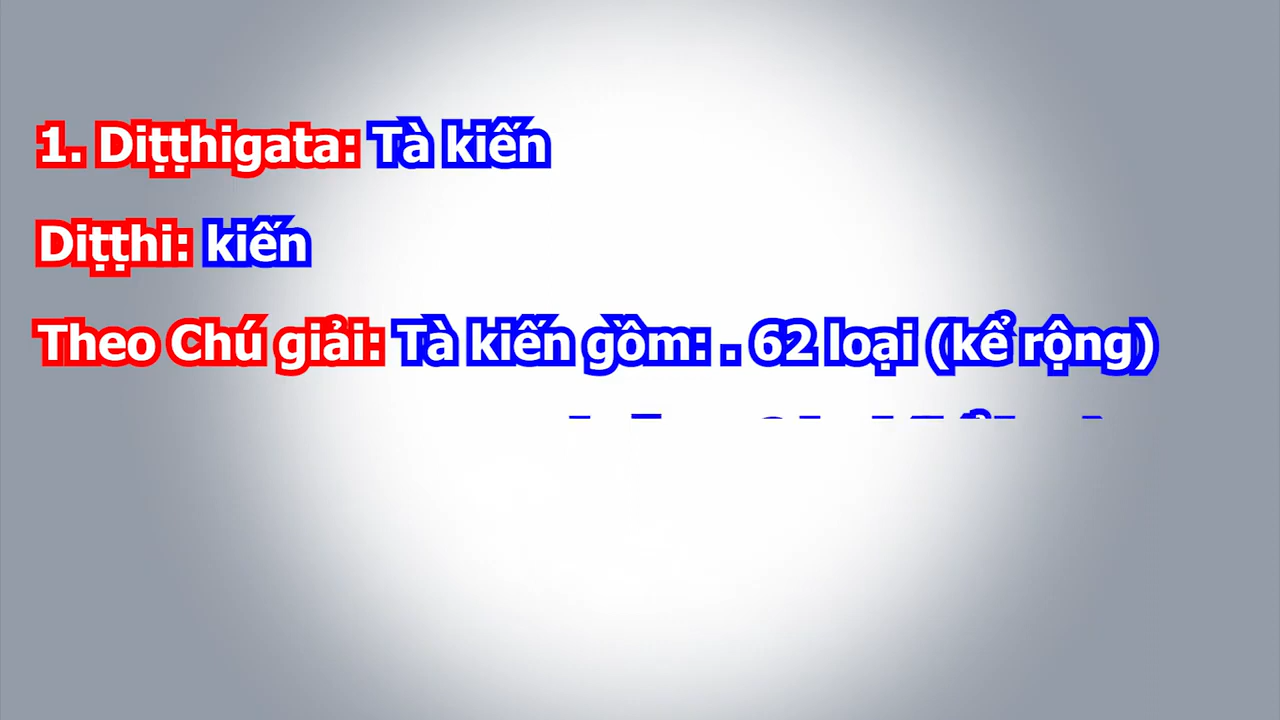 1. Diṭṭhigata: Tà kiến
Diṭṭhi: kiến
Theo Chú giải: Tà kiến gồm: . 62 loại (kể rộng)